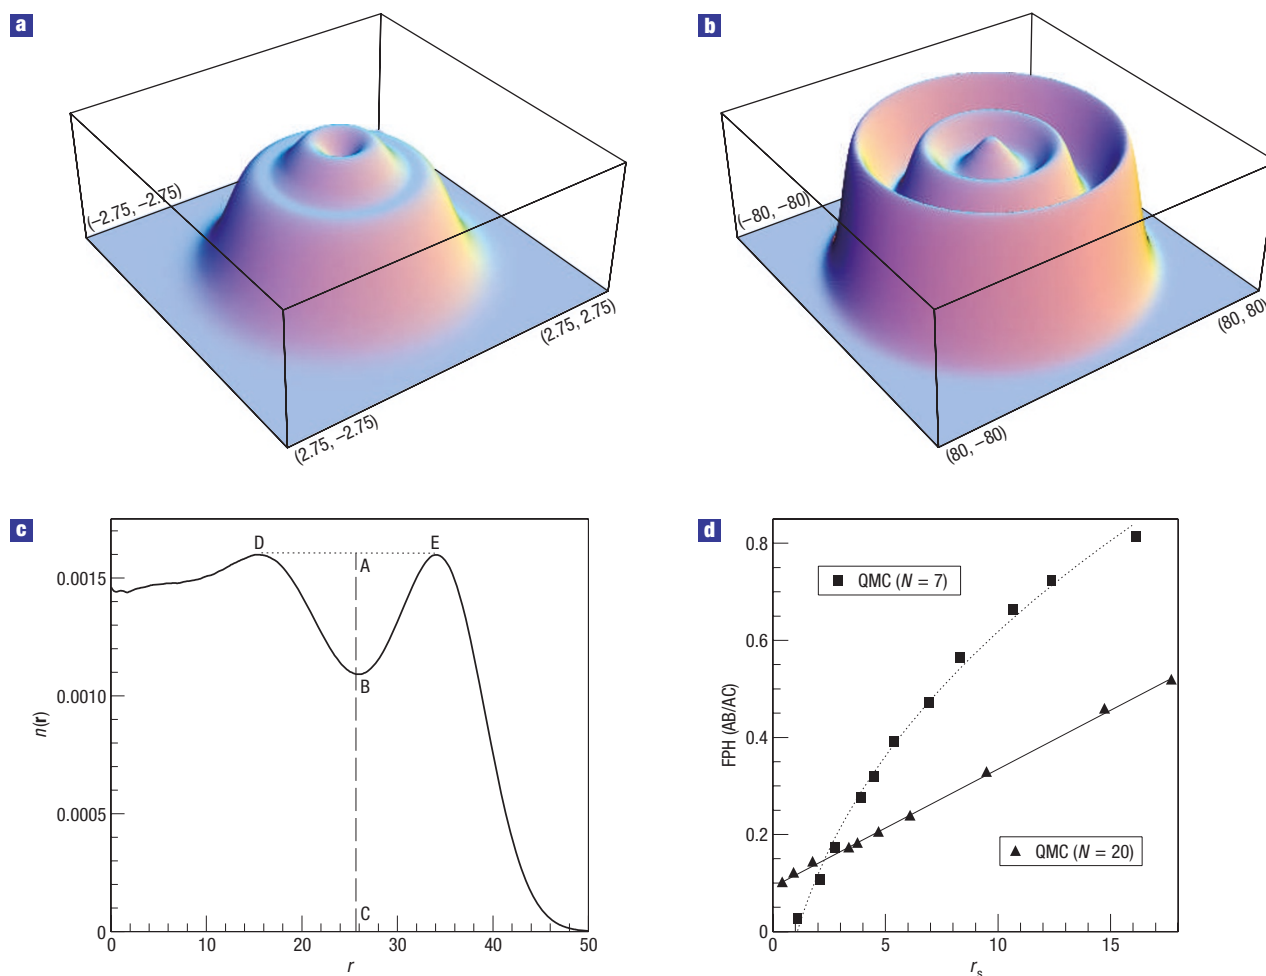 a
(−2.75, −2.75)
(2.75, 2.75)
(2.75, −2.75)
b
(−80, −80)
(80, 80)
(80, −80)
c
D
E
A
B
C
0.0015
0.0010
0.0005
0
n(r)
0 10 20 30 40 50
r
d
QMC (N = 7)
QMC (N = 20)
0.8
0.6
0.4
0.2
0
FPH (AB/AC)
0 5 10 15
rs